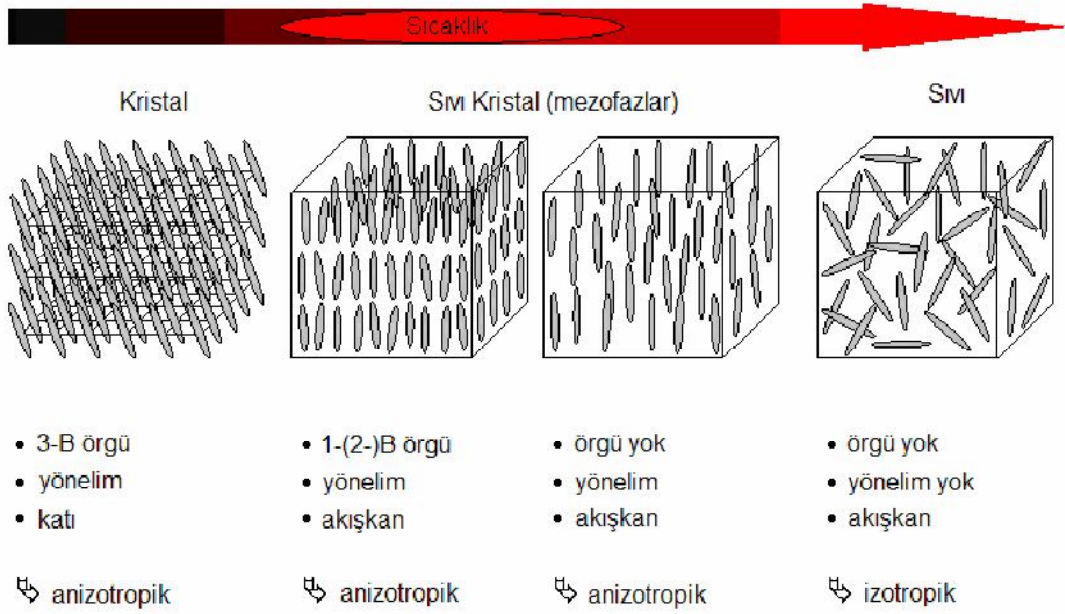 Sıcaklık
Kristal
Sıvı Kristal (mezofazlar)
Sıvı
• 3-B örgü
• yönelim
• katı
anizotropik
• 1-(2-)B örgü
• yönelim
• akışkan
anizotropik
• örgü yok
• yönelim
• akışkan
anizotropik
• örgü yok
• yönelim yok
• akışkan
izotropik